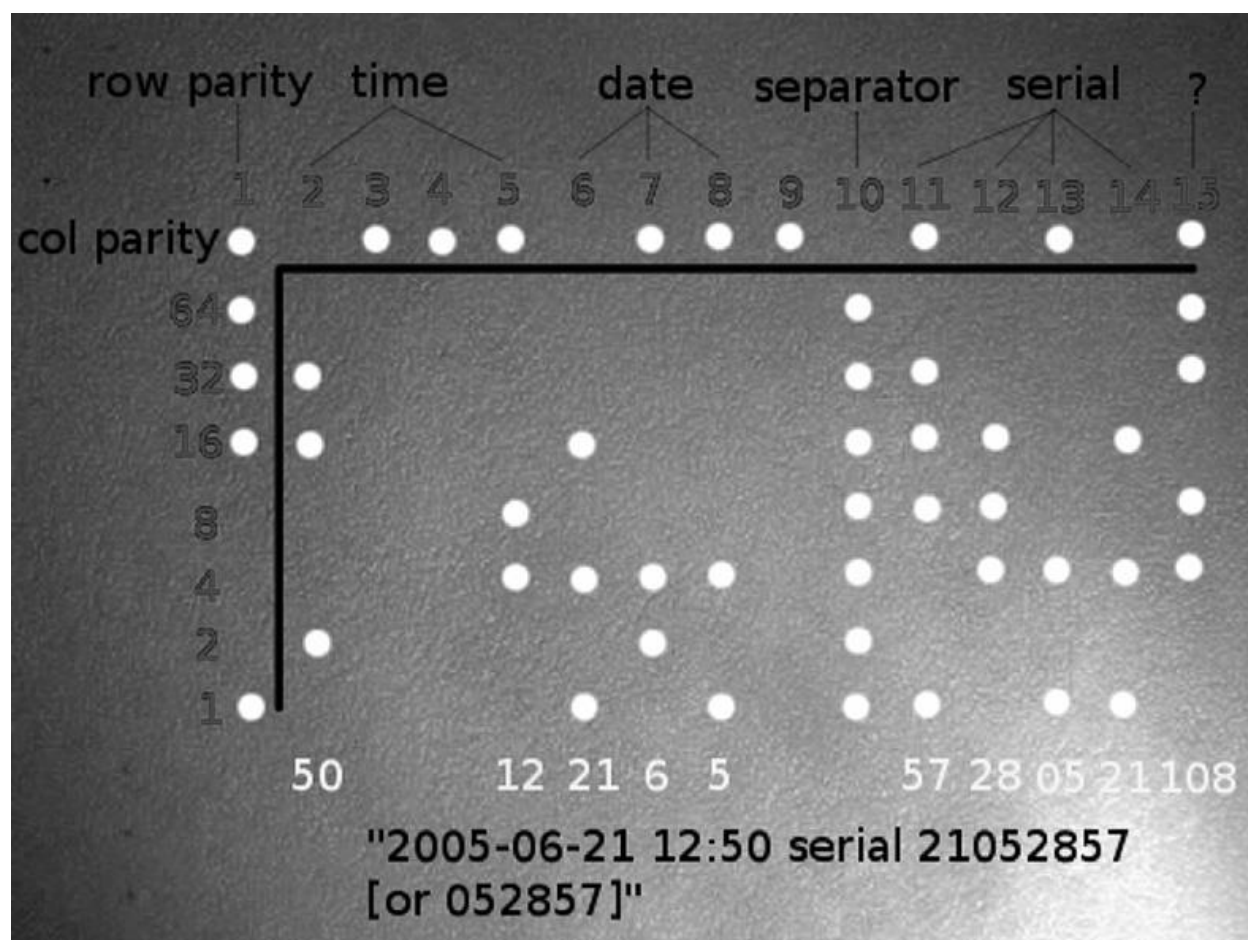 row parity time date separator serial ?
1 2 3 4 5 6 7 8 9 10 11 12 13 14 15
col parity
64
32
16
8
4
2
1
50 12 21 6 5 57 28 05 21 108
"2005-06-21 12:50 serial 21052857
[or 052857]"